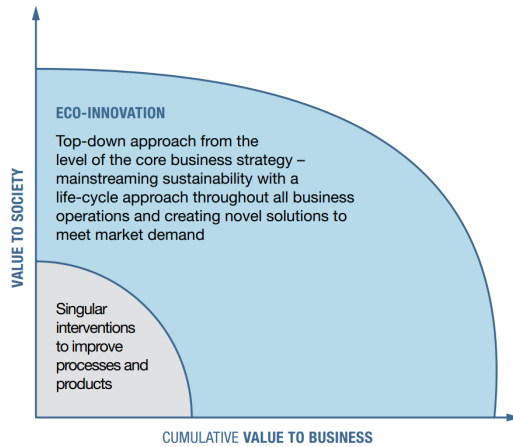 ECO-INNOVATION
Top-down approach from the
level of the core business strategy –
mainstreaming sustainability with a
life-cycle approach throughout all business
operations and creating novel solutions to
meet market demand
VALUE TO SOCIETY
Singular
interventions
to improve
processes and
products
CUMULATIVE VALUE TO BUSINESS